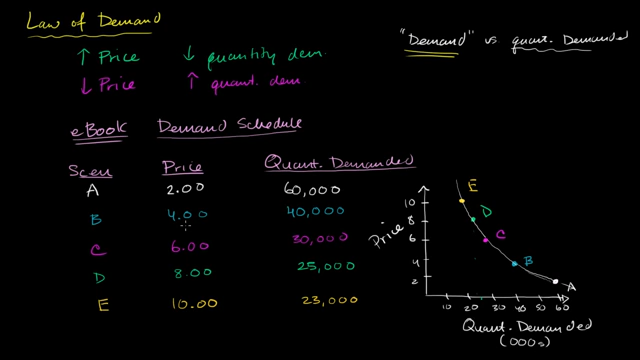 Law of Demand
"Demand" vs quant. Demanded
↑ Price ↓ quantity dem.
↓ Price ↑ quant. dem
eBook Demand Schedule
Scen Price Quant. Demanded
A 2.00 60,000
B 4.00 40,000
C 6.00 30,000
D 8.00 25,000
E 10.00 23,000
Price
10
8
6
4
2
E
D
C
B
A
10 20 30 40 50 60
Quant. Demanded
(000s)